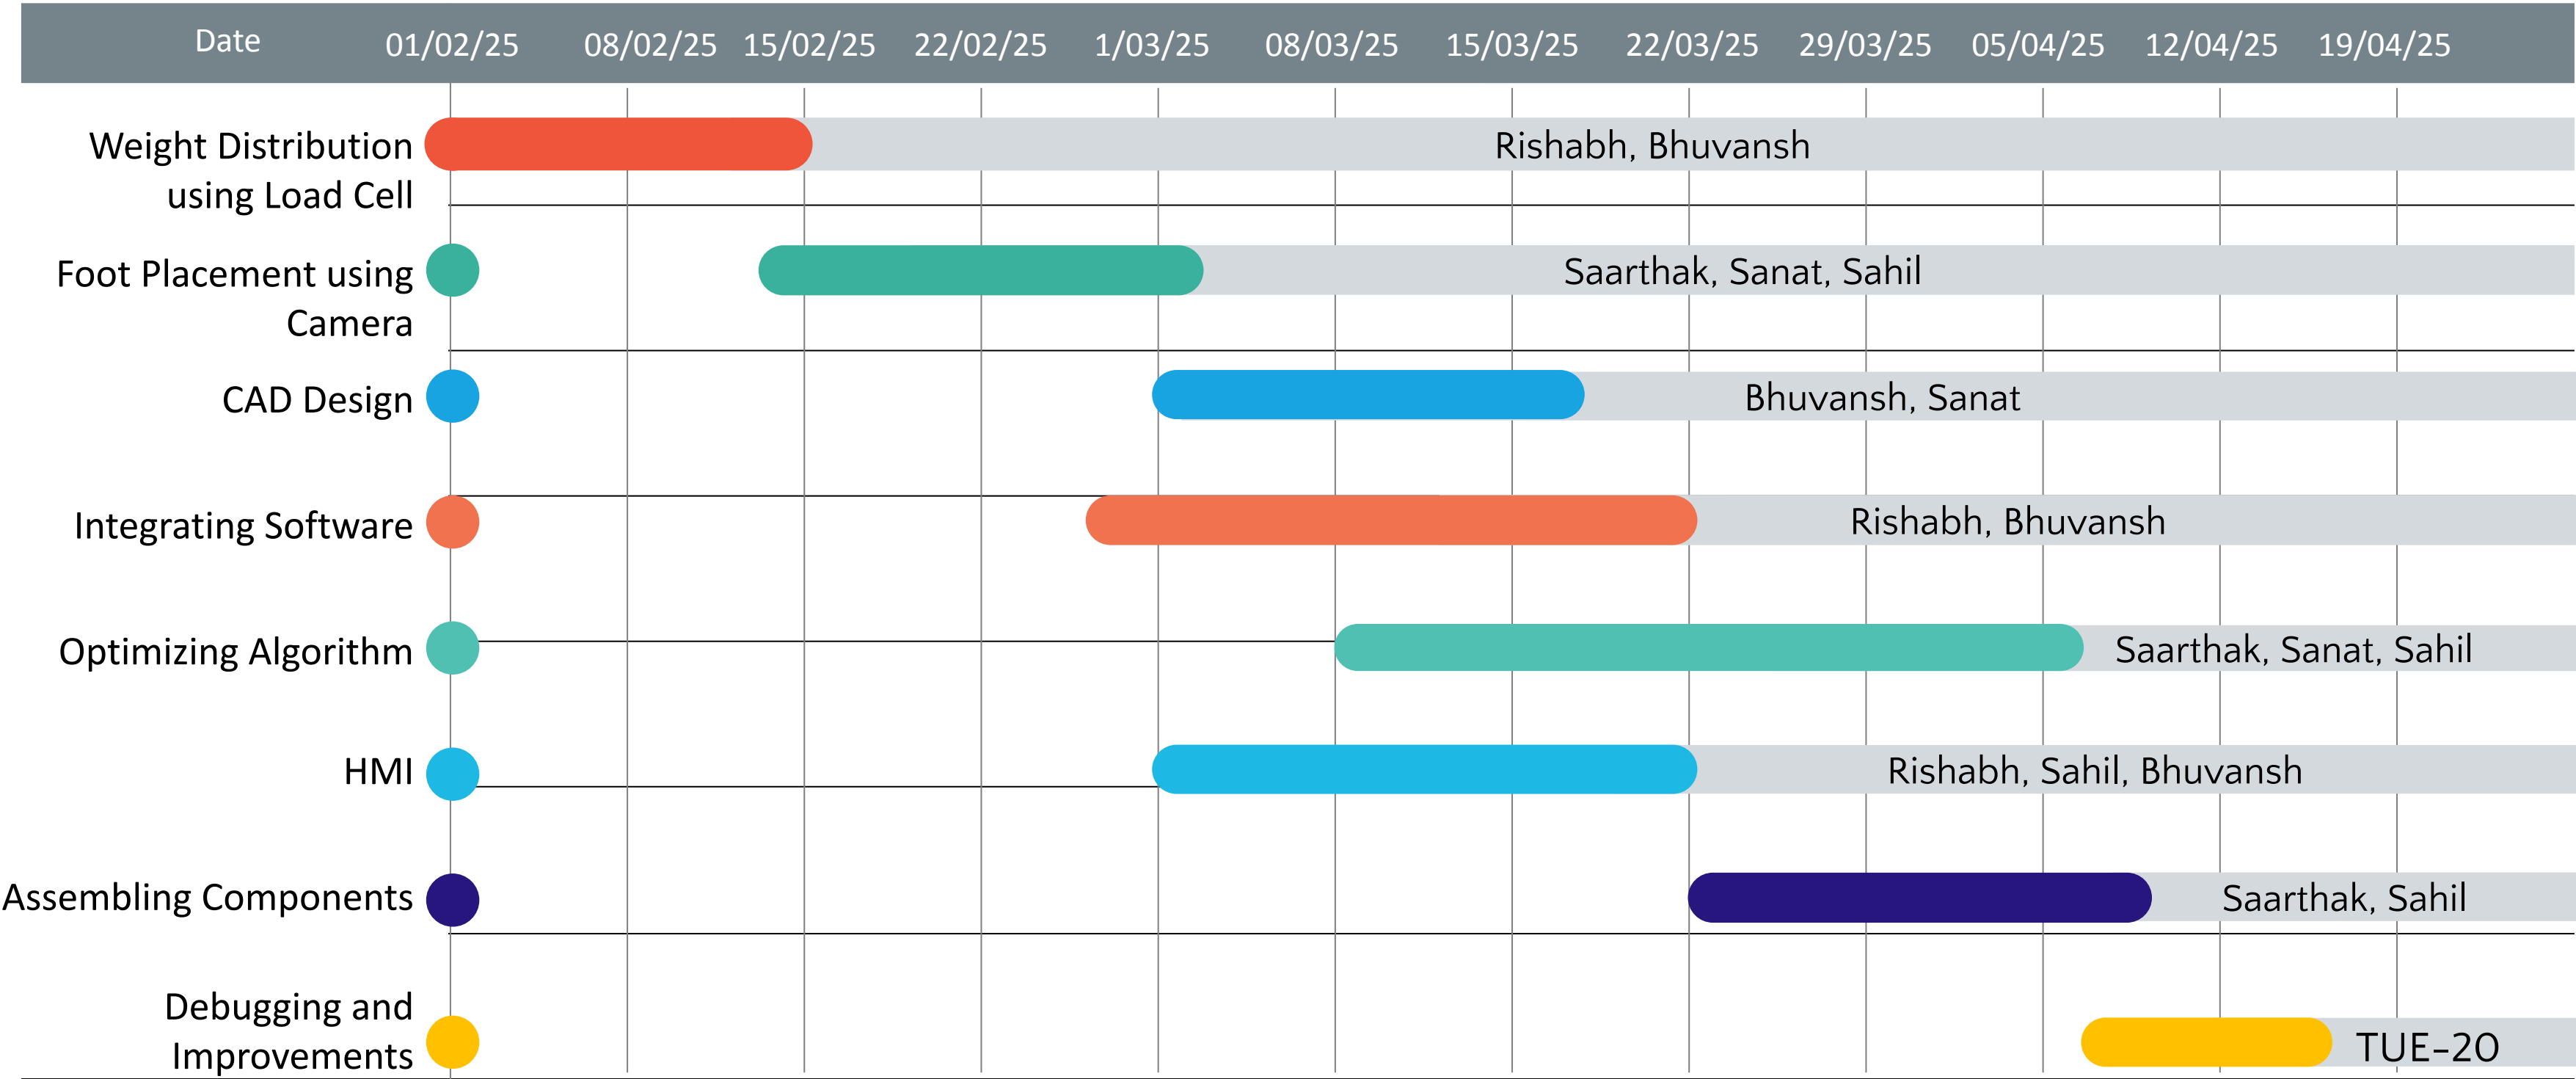 Date 01/02/25 08/02/25 15/02/25 22/02/25 1/03/25 08/03/25 15/03/25 22/03/25 29/03/25 05/04/25 12/04/25 19/04/25
Weight Distribution
using Load Cell
Rishabh, Bhuvansh
Foot Placement using
Camera
Saarthak, Sanat, Sahil
CAD Design
Bhuvansh, Sanat
Integrating Software
Rishabh, Bhuvansh
Optimizing Algorithm
Saarthak, Sanat, Sahil
HMI
Rishabh, Sahil, Bhuvansh
Assembling Components
Saarthak, Sahil
Debugging and
Improvements
TUE-20